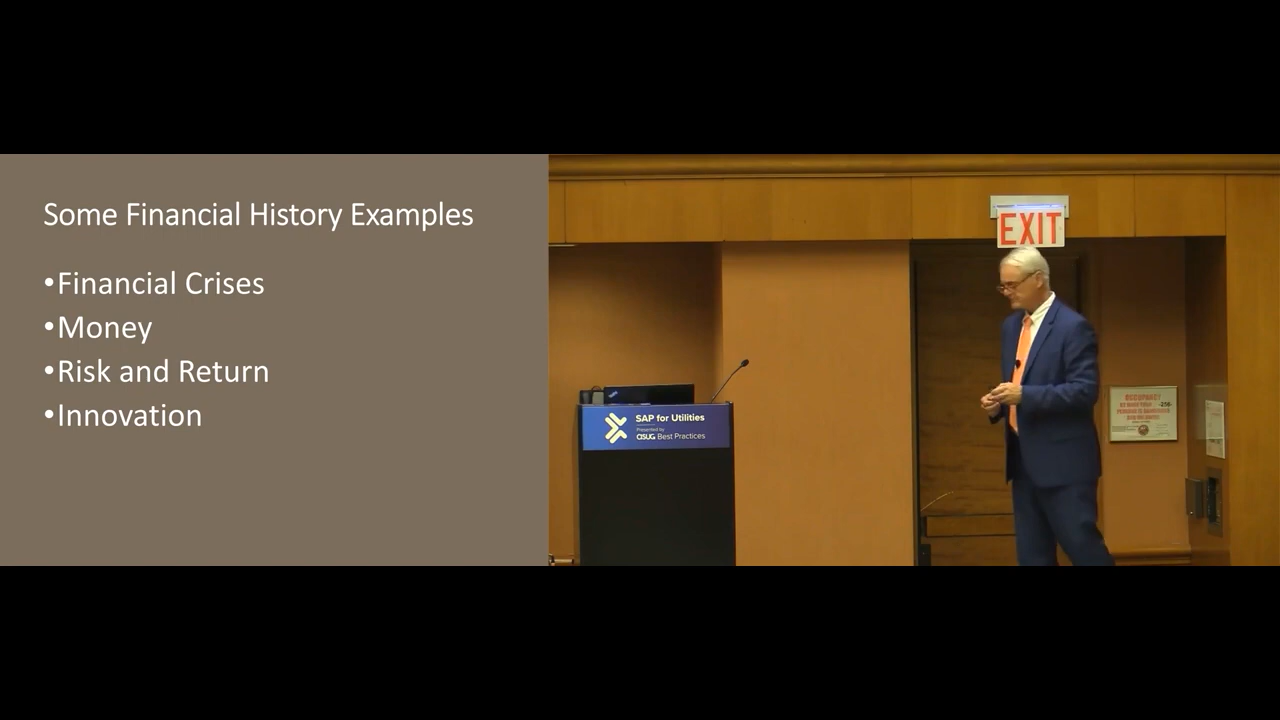 Some Financial History Examples
•Financial Crises
•Money
•Risk and Return
•Innovation
EXIT
SAP for Utilities
Presented by
asug Best Practices
OCCUPANCY